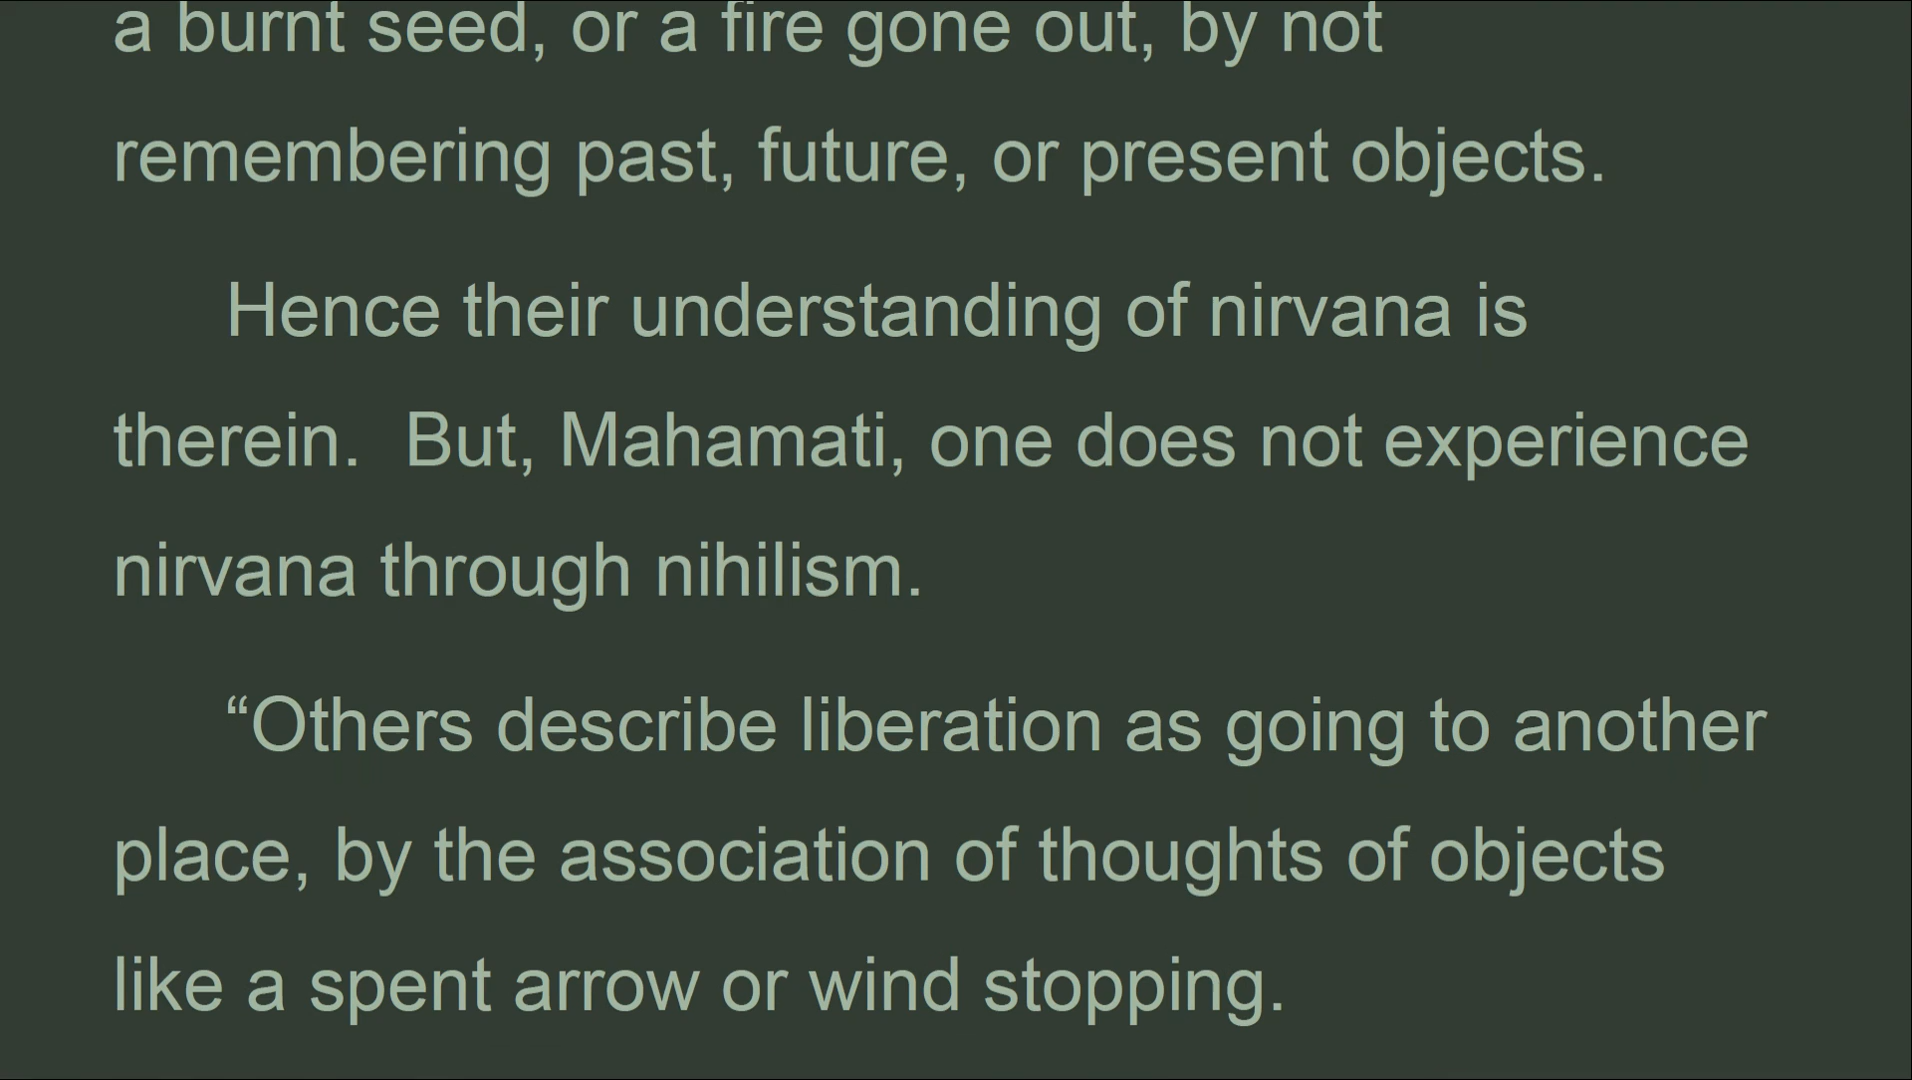 a burnt seed, or a fire gone out, by not
remembering past, future, or present objects.
Hence their understanding of nirvana is
therein.  But, Mahamati, one does not experience
nirvana through nihilism.
“Others describe liberation as going to another
place, by the association of thoughts of objects
like a spent arrow or wind stopping.